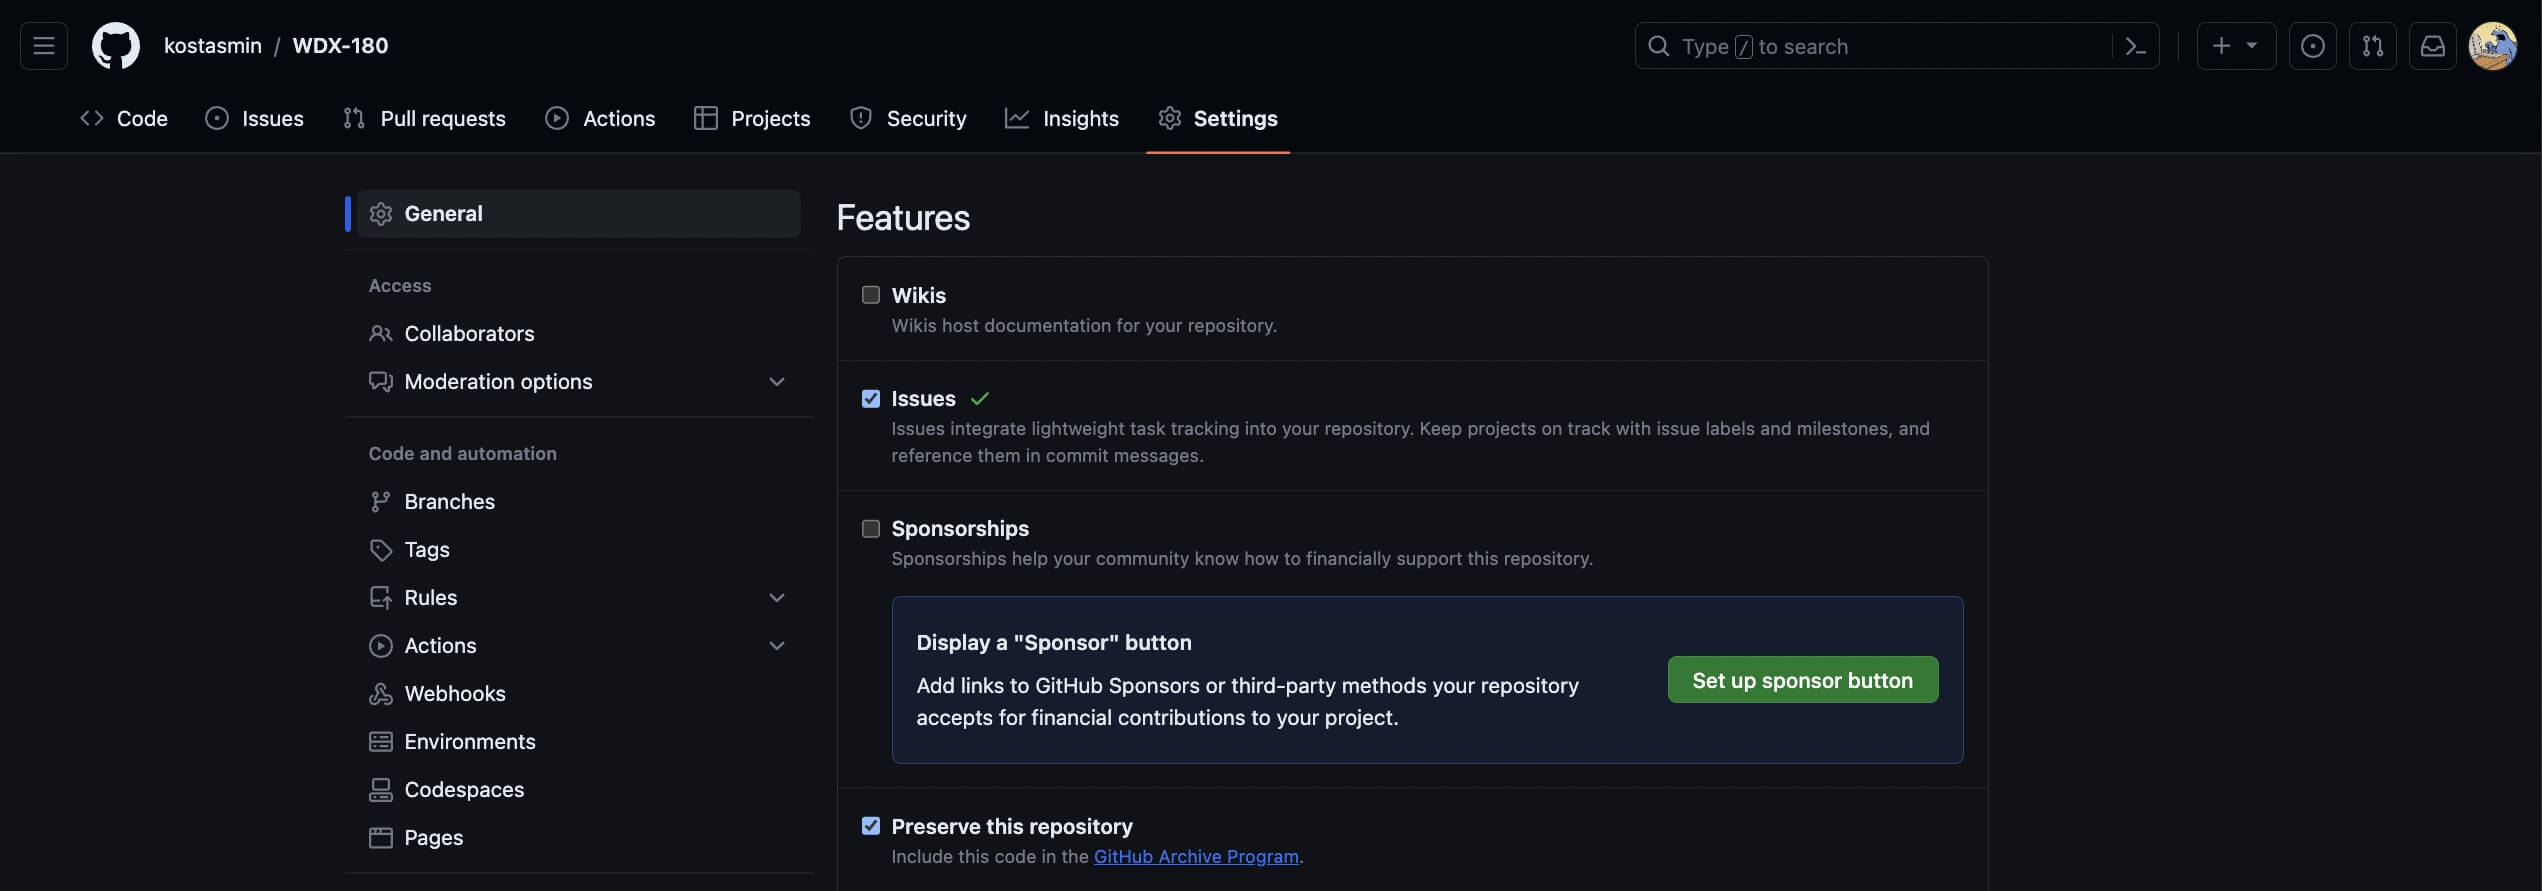 kostasmin / WDX-180
Type / to search
Code Issues Pull requests Actions Projects Security Insights Settings
General
Access
Collaborators
Moderation options
Code and automation
Branches
Tags
Rules
Actions
Webhooks
Environments
Codespaces
Pages
Features
Wikis
Wikis host documentation for your repository.
Issues
Issues integrate lightweight task tracking into your repository. Keep projects on track with issue labels and milestones, and
reference them in commit messages.
Sponsorships
Sponsorships help your community know how to financially support this repository.
Display a "Sponsor" button
Add links to GitHub Sponsors or third-party methods your repository
accepts for financial contributions to your project.
Set up sponsor button
Preserve this repository
Include this code in the GitHub Archive Program.